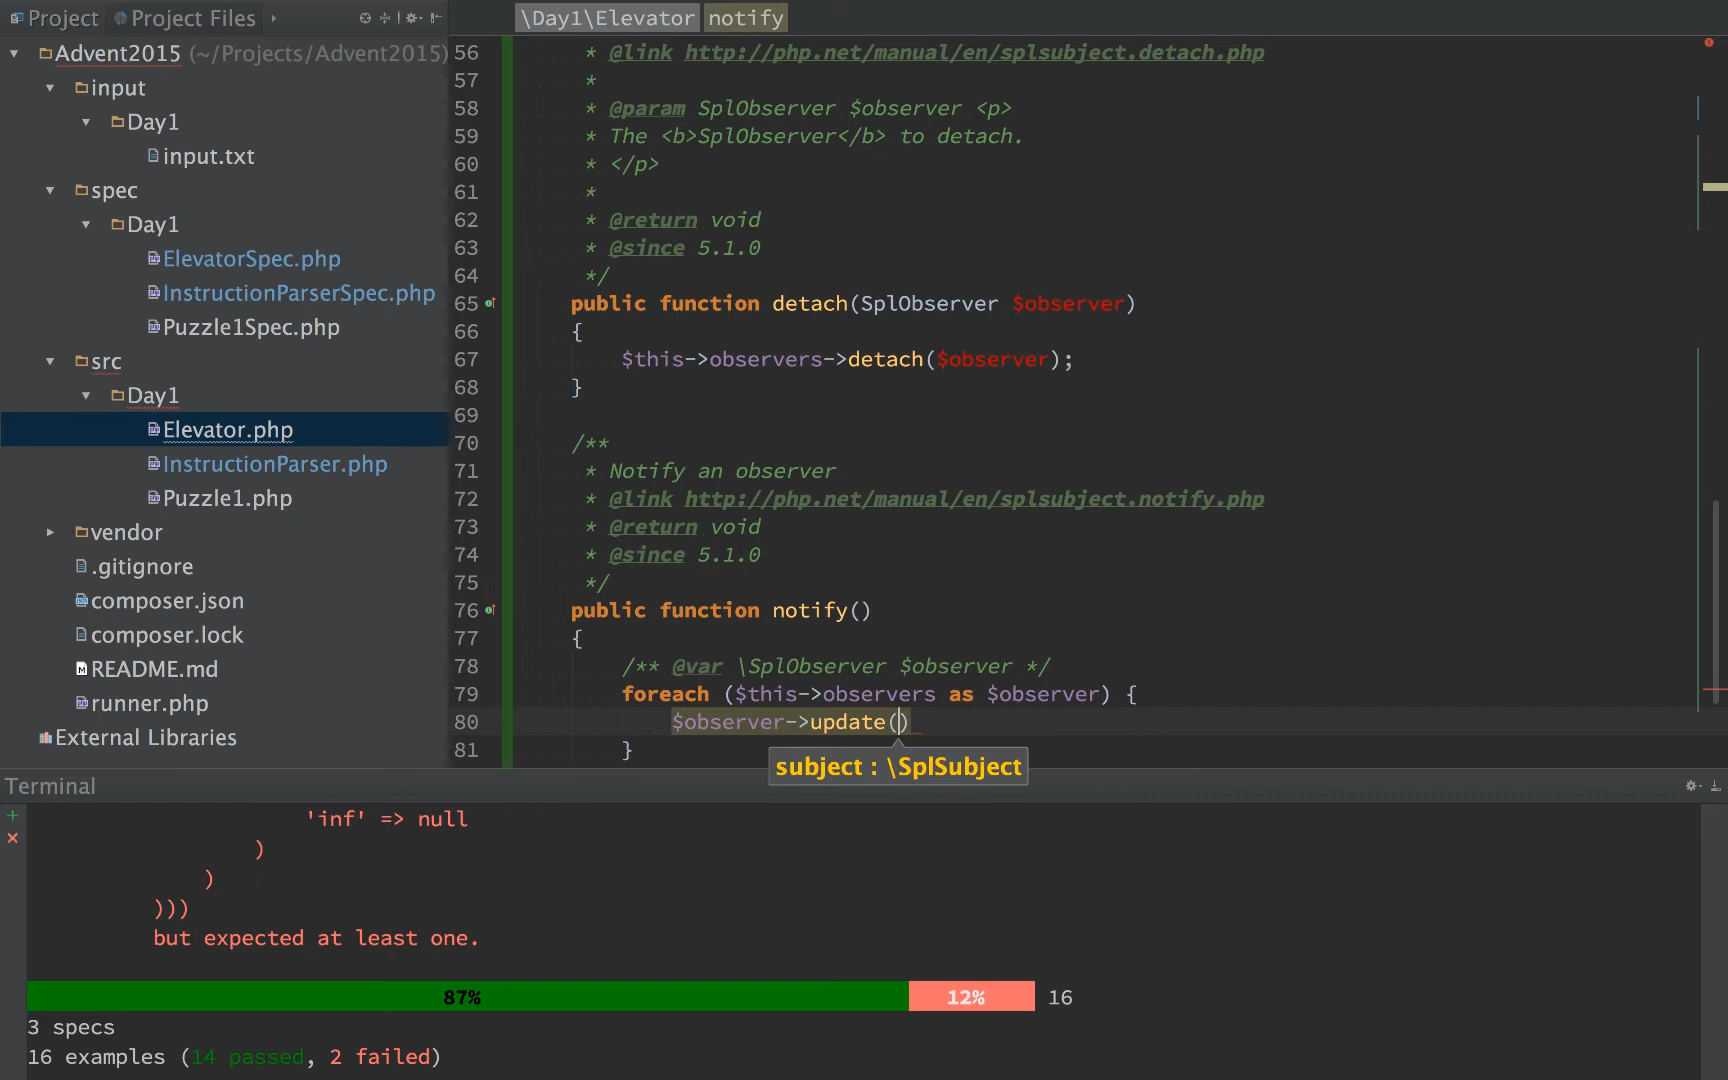 Project Project Files
Advent2015 (~/Projects/Advent2015)
input
Day1
input.txt
spec
Day1
ElevatorSpec.php
InstructionParserSpec.php
Puzzle1Spec.php
src
Day1
Elevator.php
InstructionParser.php
Puzzle1.php
vendor
.gitignore
composer.json
composer.lock
README.md
runner.php
External Libraries
\Day1\Elevator notify
56 * @link http://php.net/manual/en/splsubject.detach.php
57 *
58 * @param SplObserver $observer <p>
59 * The <b>SplObserver</b> to detach.
60 * </p>
61 *
62 * @return void
63 * @since 5.1.0
64 */
65 public function detach(SplObserver $observer)
66 {
67 $this->observers->detach($observer);
68 }
69
70 /**
71 * Notify an observer
72 * @link http://php.net/manual/en/splsubject.notify.php
73 * @return void
74 * @since 5.1.0
75 */
76 public function notify()
77 {
78 /** @var \SplObserver $observer */
79 foreach ($this->observers as $observer) {
80 $observer->update()
81 }
subject : \SplSubject
Terminal
'inf' => null
)
)
)))
but expected at least one.
87% 12% 16
3 specs
16 examples (14 passed, 2 failed)